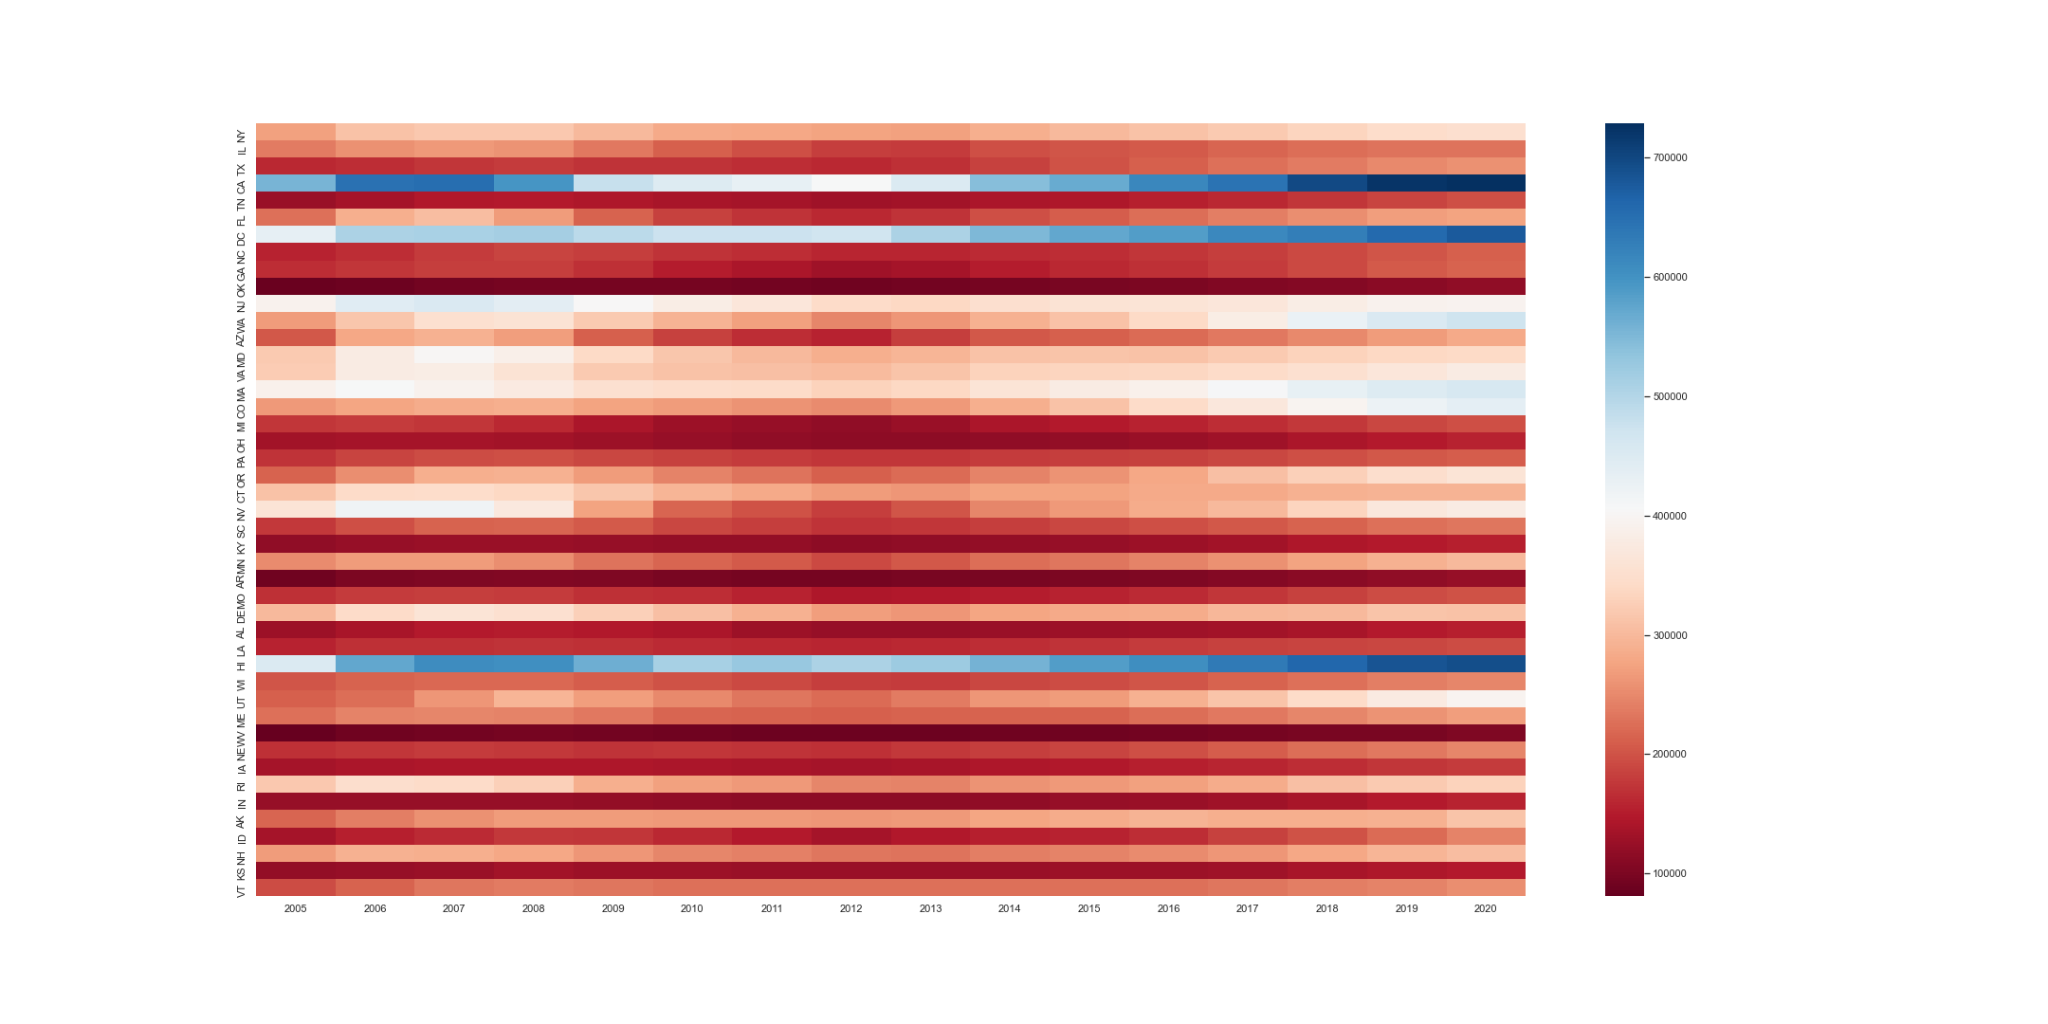 NY
IL
TX
CA
TN
FL
DC
NC
GA
OK
NJ
WA
AZ
MD
VA
MA
CO
MI
OH
PA
OR
CT
NV
SC
KY
MN
AR
MO
DE
AL
LA
HI
WI
UT
ME
WV
NE
IA
RI
IN
AK
ID
NH
KS
VT
2005 2006 2007 2008 2009 2010 2011 2012 2013 2014 2015 2016 2017 2018 2019 2020
700000
600000
500000
400000
300000
200000
100000